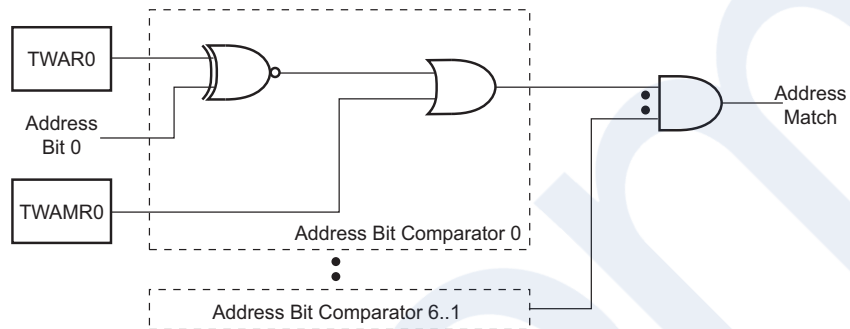 TWAR0
Address
Bit 0
TWAMR0
Address Bit Comparator 0
Address Bit Comparator 6..1
Address
Match